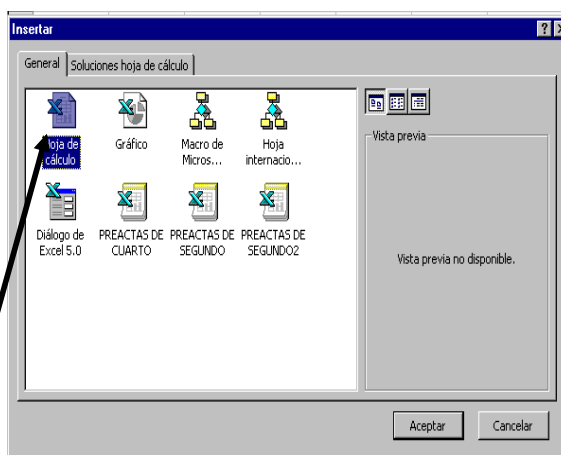 Insertar
General Soluciones hoja de cálculo
Hoja de cálculo
Gráfico
Macro de Micros...
Hoja internacio...
Diálogo de Excel 5.0
PREACTAS DE CUARTO
PREACTAS DE SEGUNDO
PREACTAS DE SEGUNDO2
Vista previa
Vista previa no disponible.
Aceptar Cancelar